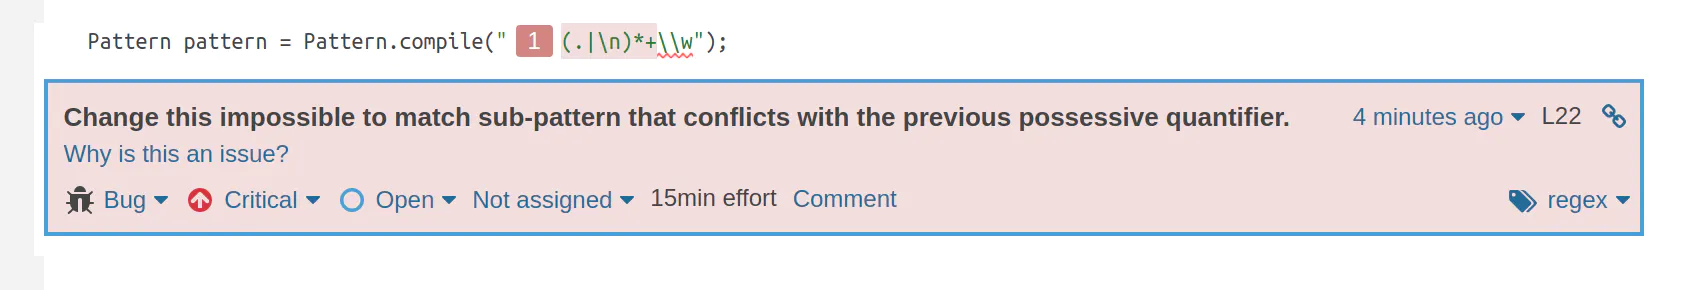 Pattern pattern = Pattern.compile(" 1 (.|\n)*+\\w");
Change this impossible to match sub-pattern that conflicts with the previous possessive quantifier. 4 minutes ago L22
Why is this an issue?
Bug Critical Open Not assigned 15min effort Comment regex